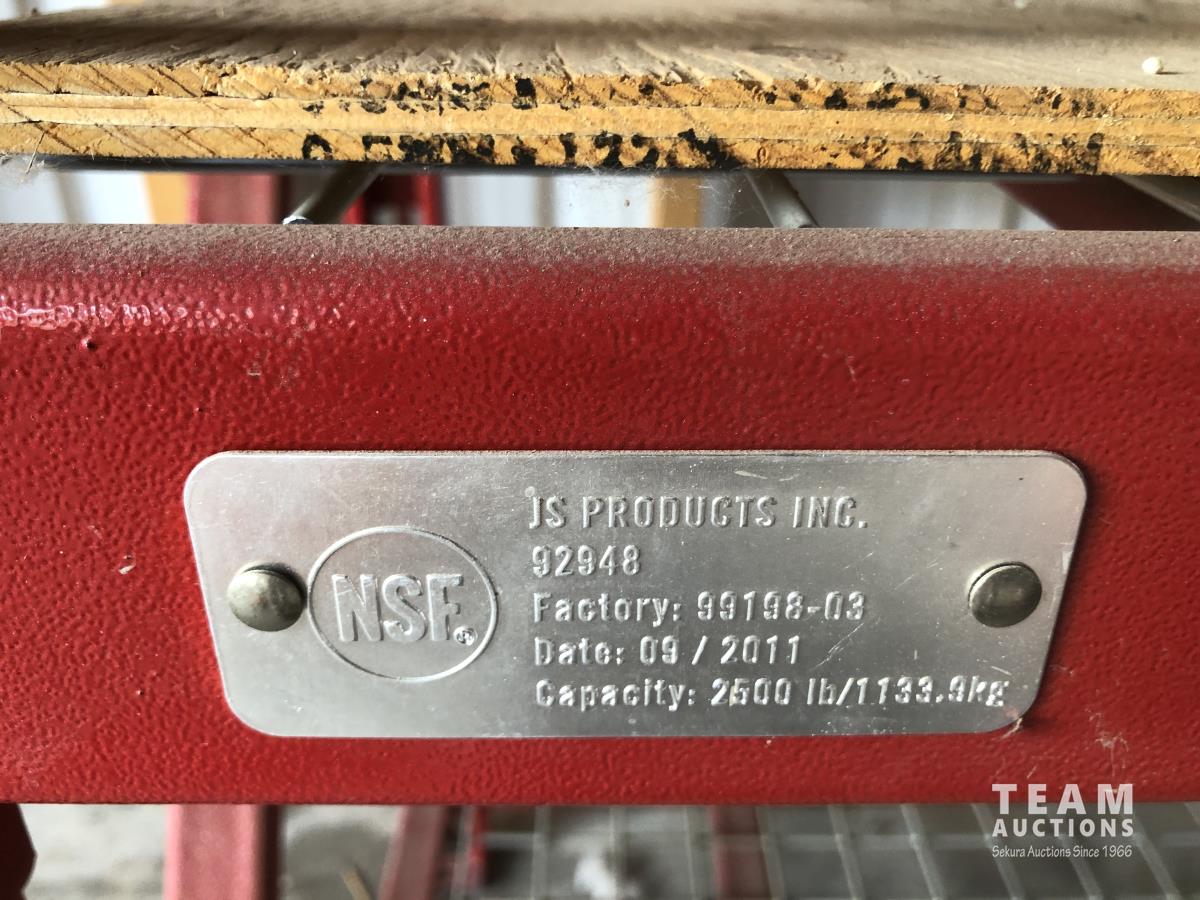 JS PRODUCTS INC.
92948
Factory: 99198-03
Date: 09 / 2011
Capacity: 2500 lb/1133.9kg
NSF®
TEAM
AUCTIONS
Sekura Auctions Since 1966